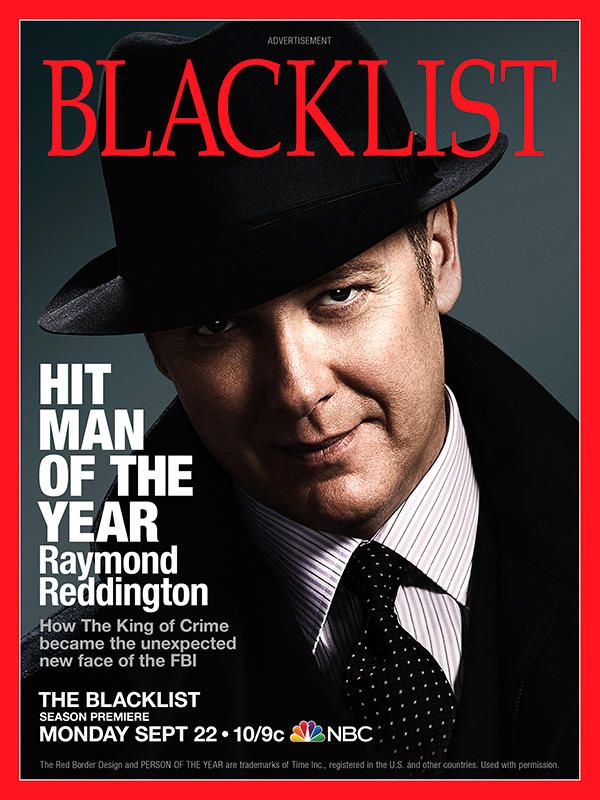 ADVERTISEMENT
BLACKLIST
HIT
MAN
OF THE
YEAR
Raymond
Reddington
How The King of Crime
became the unexpected
new face of the FBI
THE BLACKLIST
SEASON PREMIERE
MONDAY SEPT 22 • 10/9c NBC
The Red Border Design and PERSON OF THE YEAR are trademarks of Time Inc., registered in the U.S. and other countries. Used with permission.